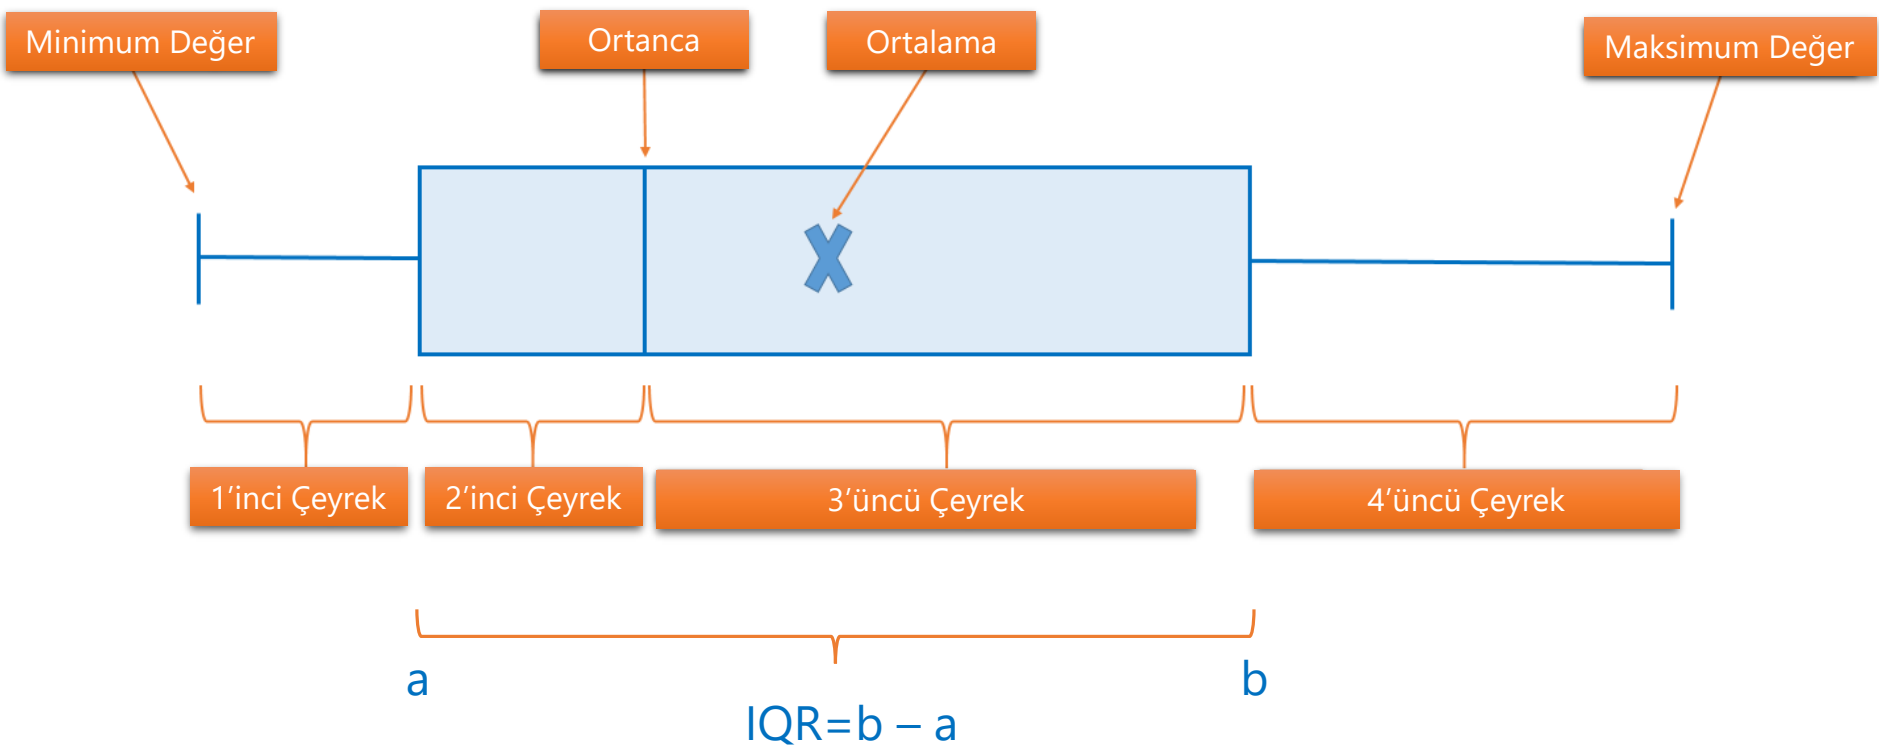 Minimum Değer
Ortanca
Ortalama
Maksimum Değer
1'inci Çeyrek
2'inci Çeyrek
3'üncü Çeyrek
4'üncü Çeyrek
a
b
IQR=b – a